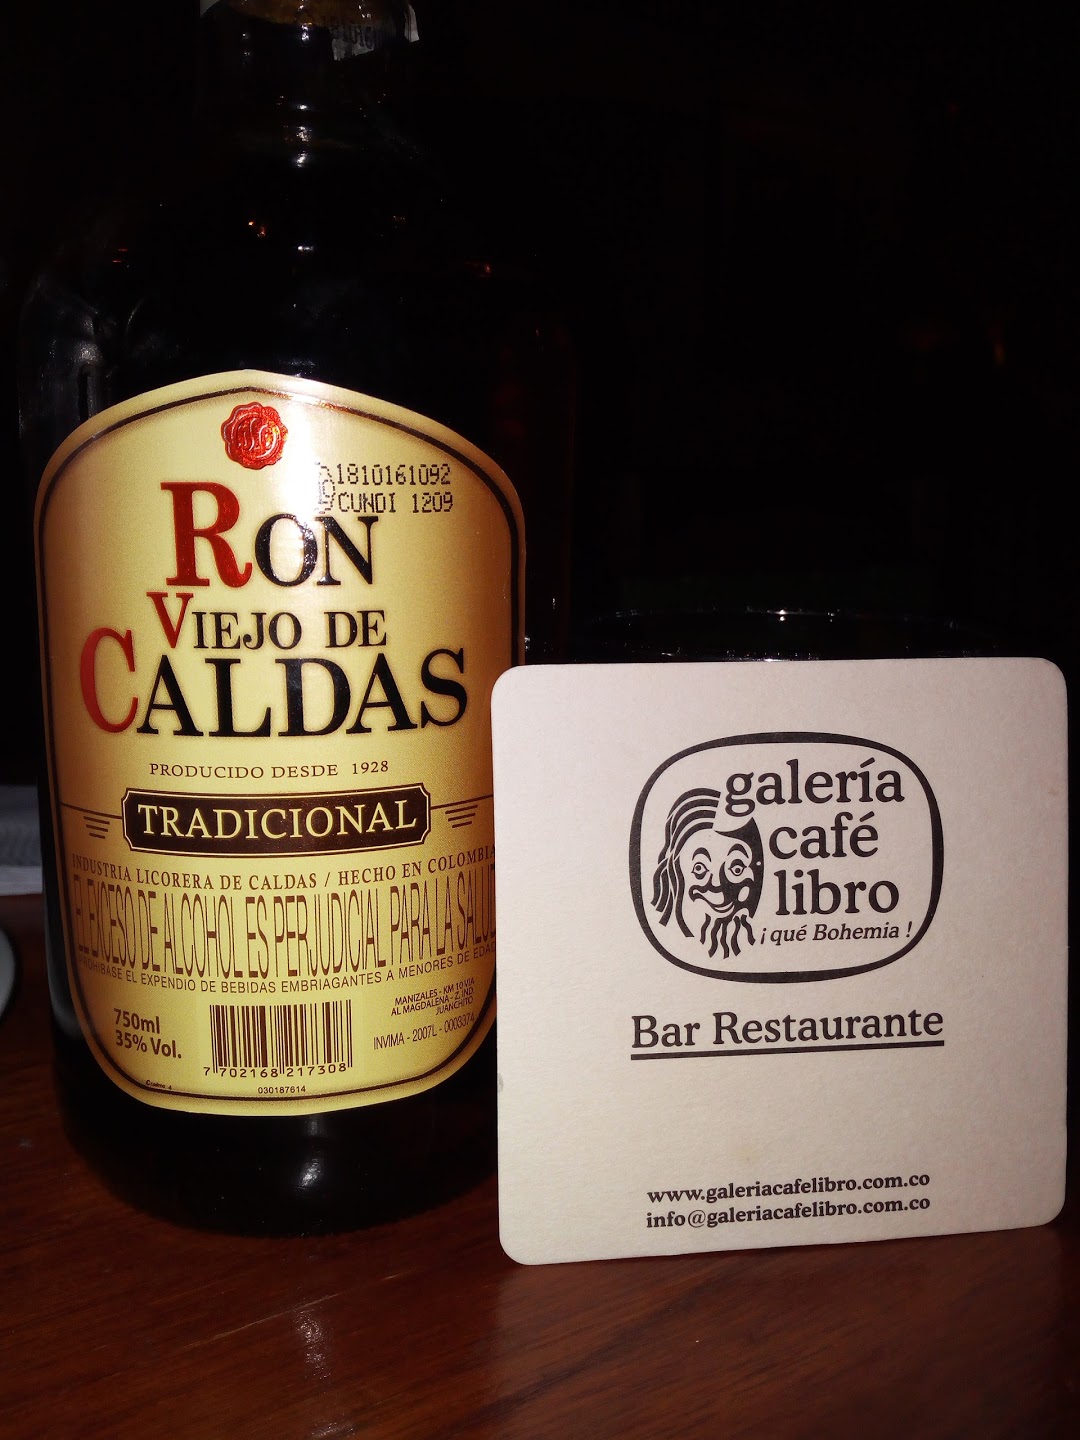 1810161092
CUNDI 1209
RON
VIEJO DE
CALDAS
PRODUCIDO DESDE 1928
TRADICIONAL
INDUSTRIA LICORERA DE CALDAS / HECHO EN COLOMBIA
EL EXCESO DE ALCOHOL ES PERJUDICIAL PARA LA SALUD
PROHIBASE EL EXPENDIO DE BEBIDAS EMBRIAGANTES A MENORES DE EDAD
750ml
35% Vol.
MANIZALES - KM 10 VIA
AL MAGDALENA - Z. IND.
JUANCHITO
INVIMA - 2007L - 0003374
7 702168 217308
030187614
galería
café
libro
¡ qué Bohemia !
Bar Restaurante
www.galeriacafelibro.com.co
info@galeriacafelibro.com.co